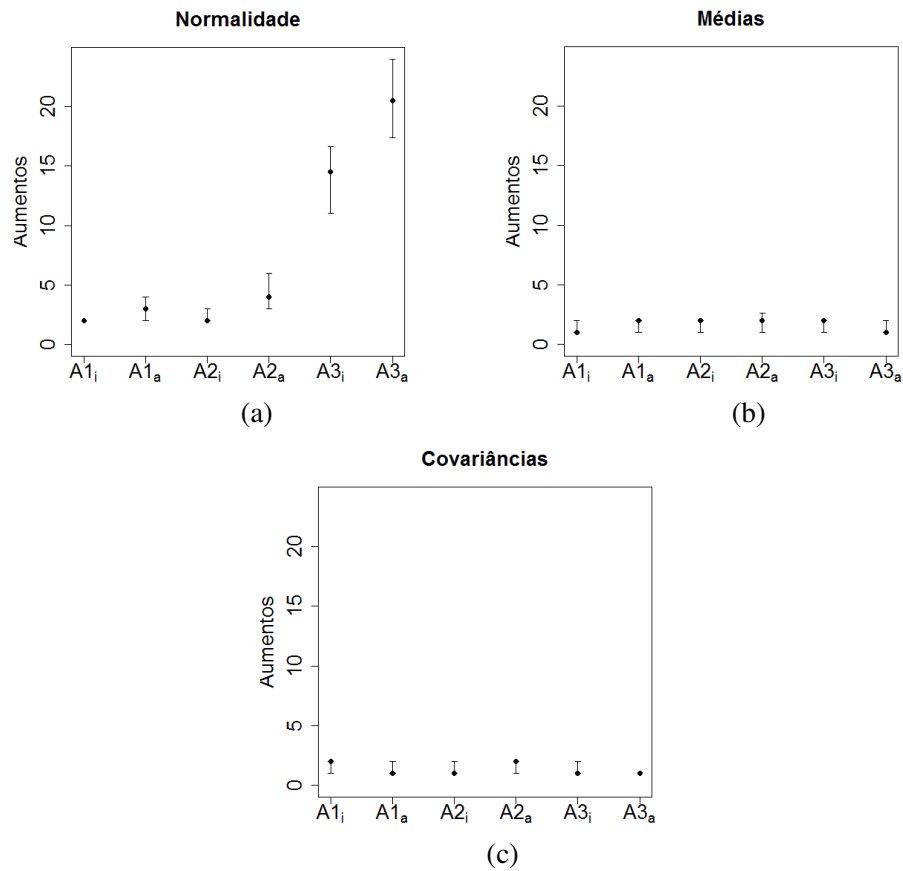 Normalidade
Aumentos
0
5
10
15
20
A1i A1a A2i A2a A3i A3a
(a)
Médias
Aumentos
0
5
10
15
20
A1i A1a A2i A2a A3i A3a
(b)
Covariâncias
Aumentos
0
5
10
15
20
A1i A1a A2i A2a A3i A3a
(c)